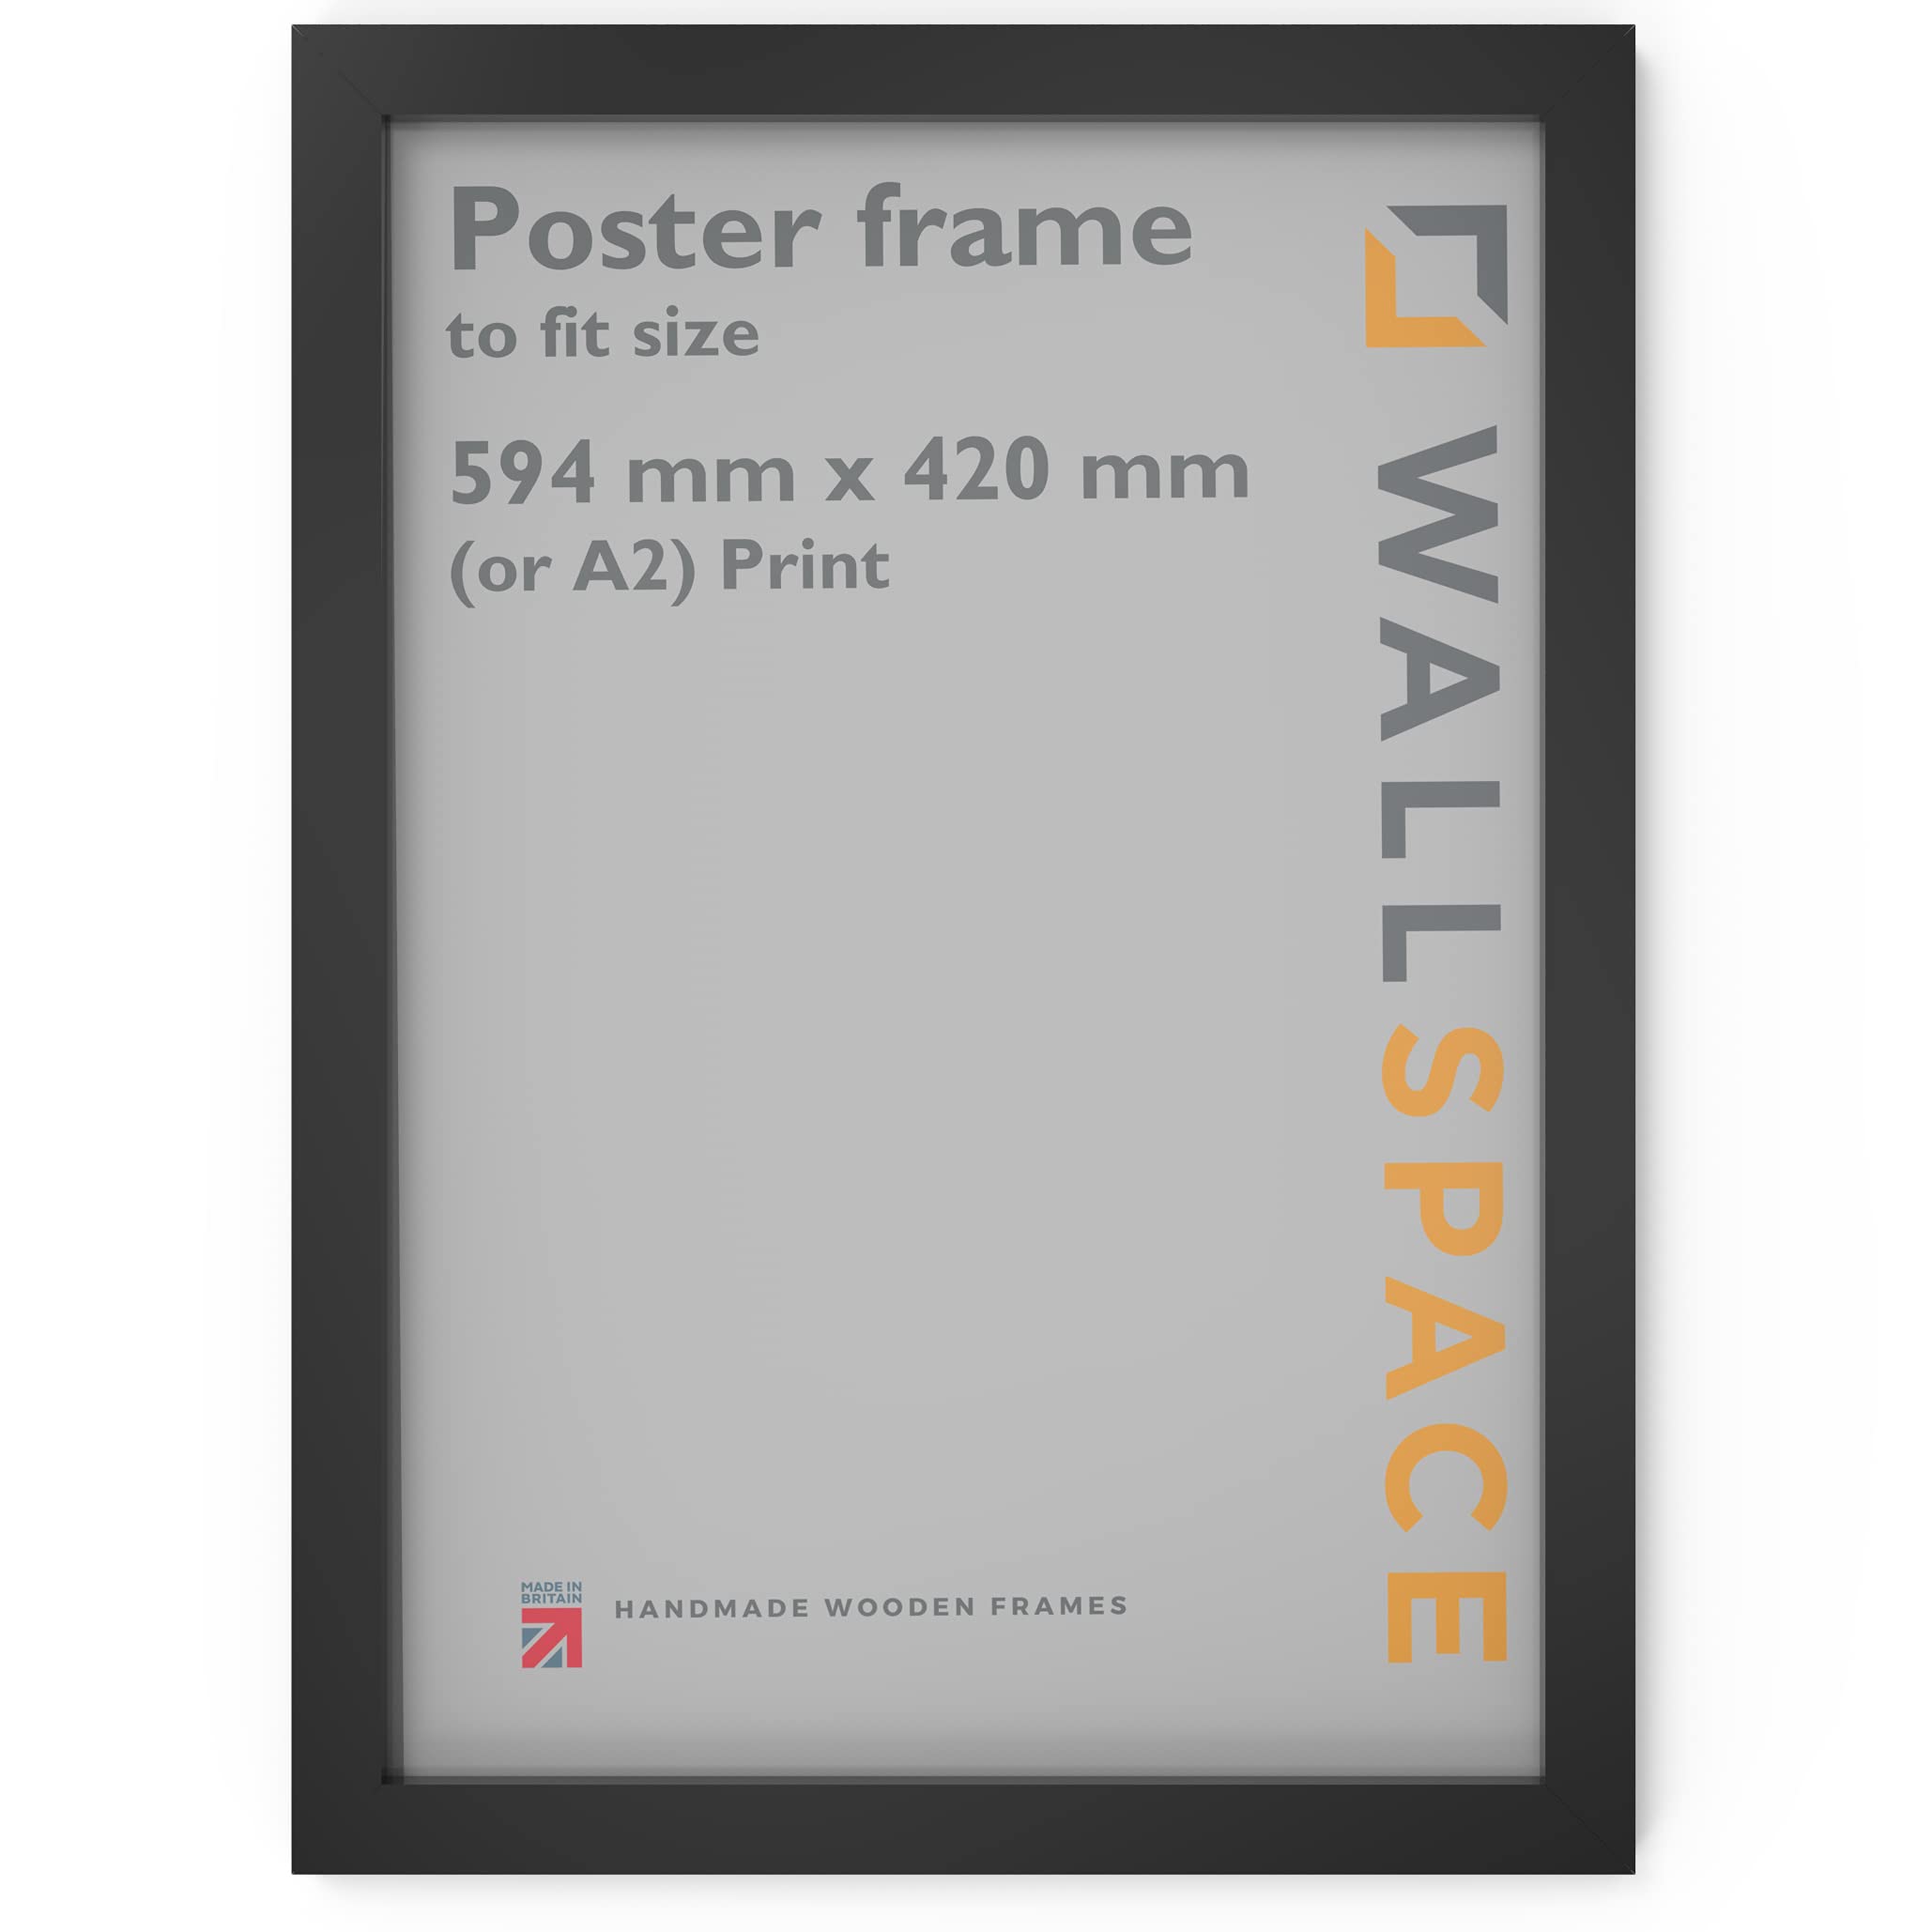 Poster frame
to fit size
594 mm x 420 mm
(or A2) Print
WALLSPACE
MADE IN
BRITAIN
HANDMADE WOODEN FRAMES